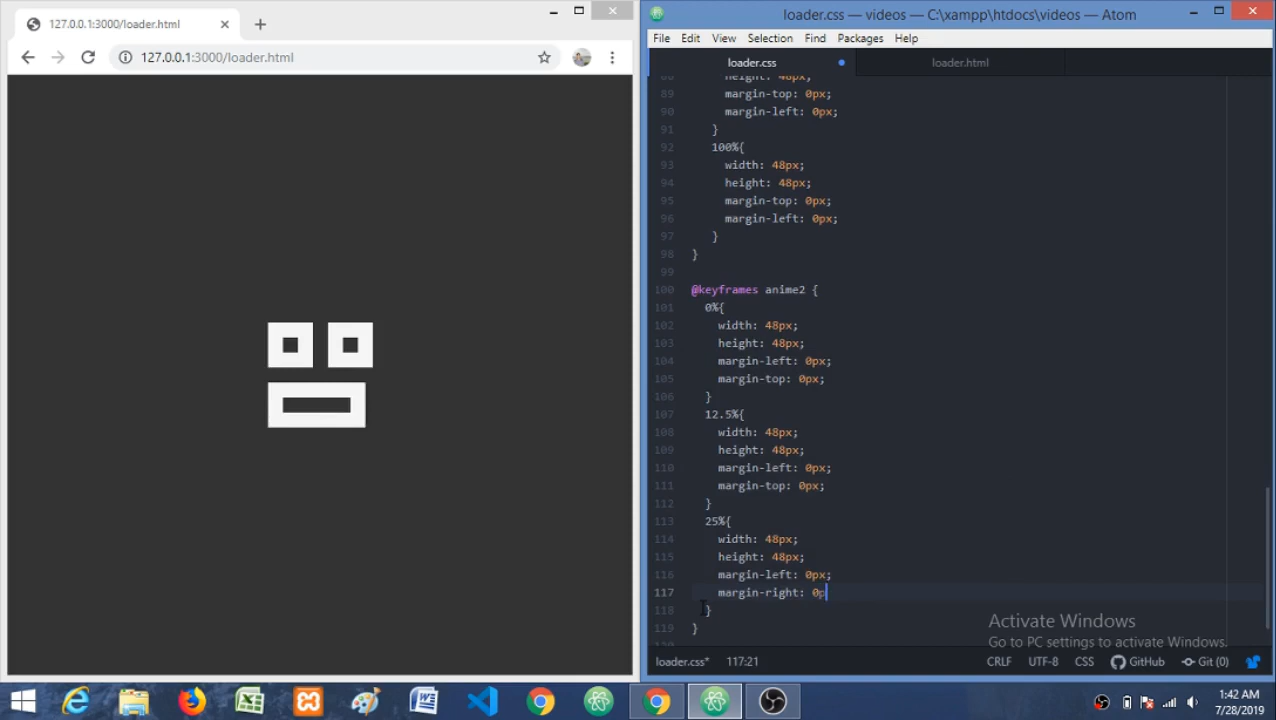 127.0.0.1:3000/loader.html
127.0.0.1:3000/loader.html
loader.css — videos — C:\xampp\htdocs\videos — Atom
File Edit View Selection Find Packages Help
loader.css
loader.html
88 height: 48px;
89 margin-top: 0px;
90 margin-left: 0px;
91 }
92 100%{
93 width: 48px;
94 height: 48px;
95 margin-top: 0px;
96 margin-left: 0px;
97 }
98 }
99
100 @keyframes anime2 {
101 0%{
102 width: 48px;
103 height: 48px;
104 margin-left: 0px;
105 margin-top: 0px;
106 }
107 12.5%{
108 width: 48px;
109 height: 48px;
110 margin-left: 0px;
111 margin-top: 0px;
112 }
113 25%{
114 width: 48px;
115 height: 48px;
116 margin-left: 0px;
117 margin-right: 0p
118 }
119 }
120
Activate Windows
Go to PC settings to activate Windows.
loader.css* 117:21 CRLF UTF-8 CSS GitHub Git (0)
1:42 AM
7/28/2019